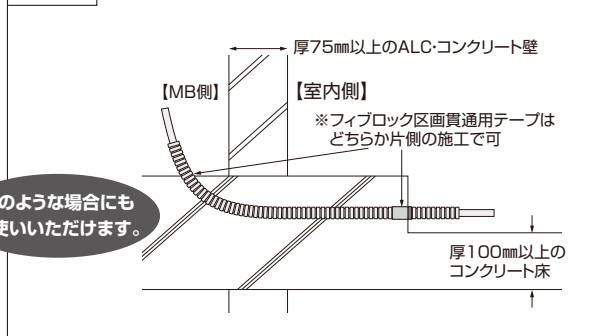 厚75㎜以上のALC・コンクリート壁
【MB側】
【室内側】
※フィブロック区画貫通用テープは
どちらか片側の施工で可
のような場合にも
使いいただけます。
厚100㎜以上の
コンクリート床